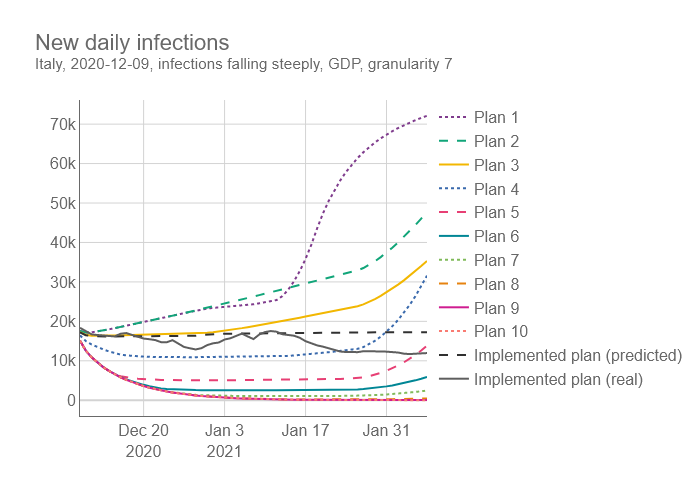 New daily infections
Italy, 2020-12-09, infections falling steeply, GDP, granularity 7
70k
60k
50k
40k
30k
20k
10k
0
Dec 20
2020
Jan 3
2021
Jan 17
Jan 31
Plan 1
Plan 2
Plan 3
Plan 4
Plan 5
Plan 6
Plan 7
Plan 8
Plan 9
Plan 10
Implemented plan (predicted)
Implemented plan (real)